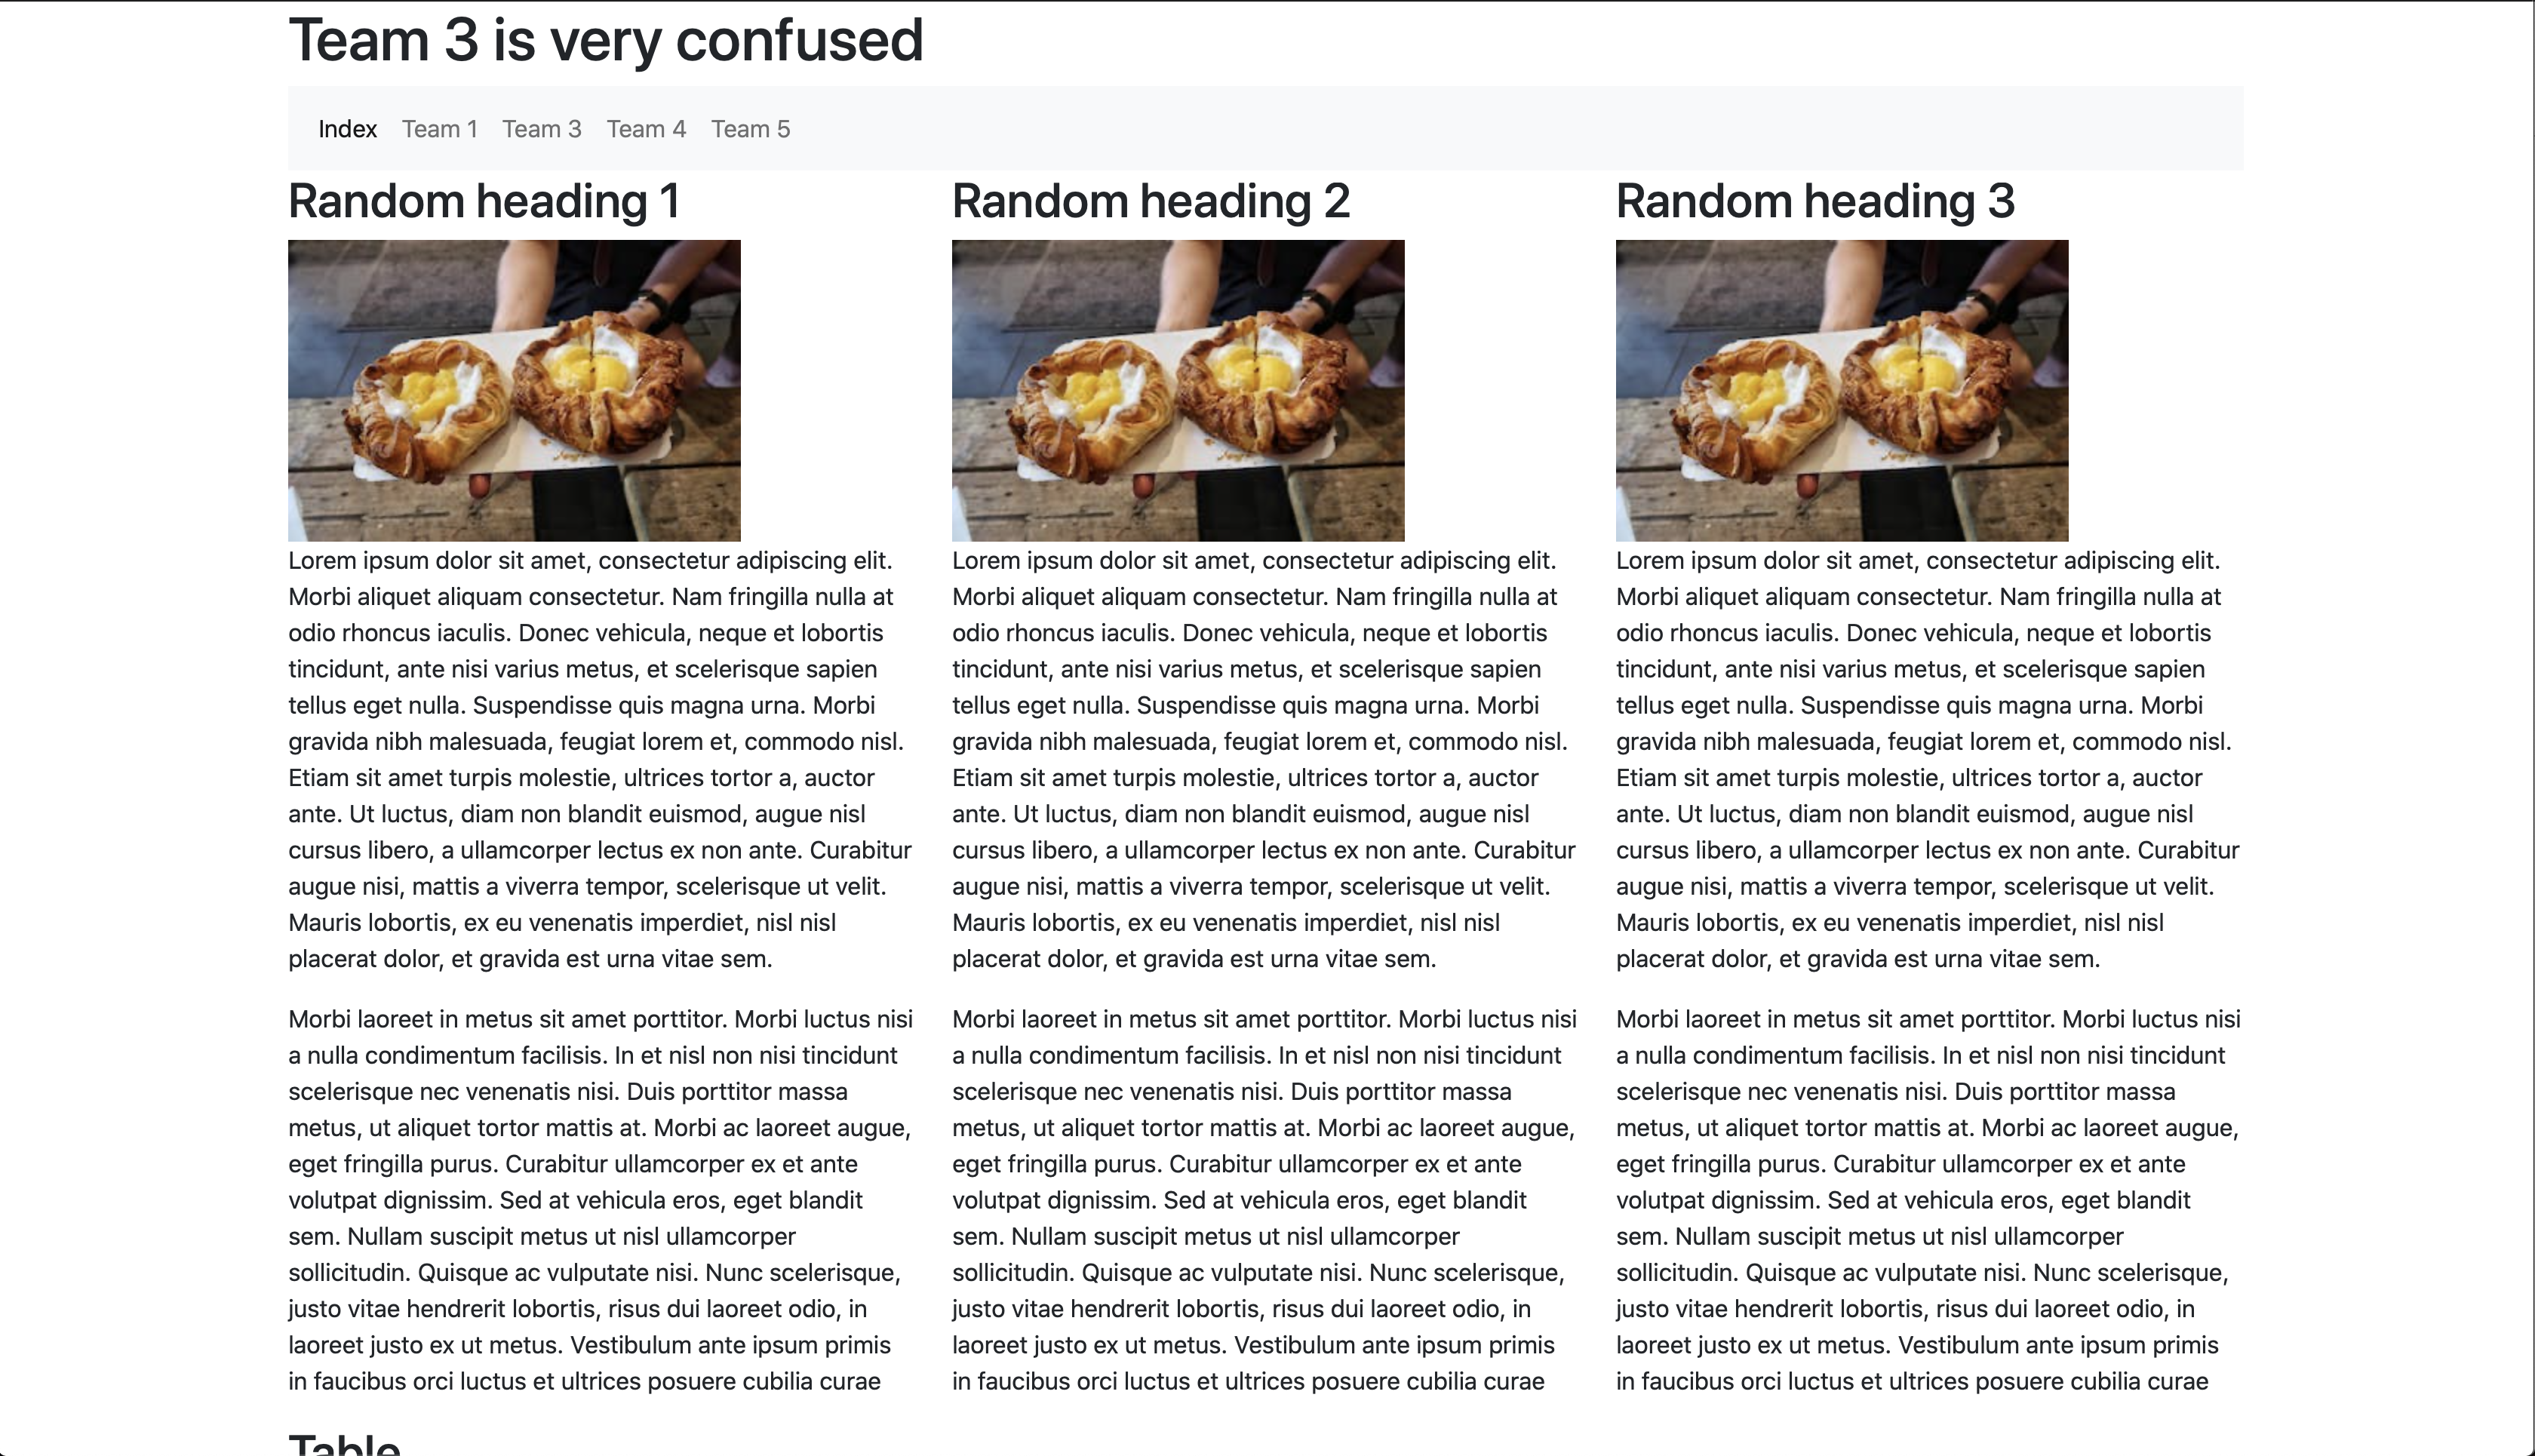 Team 3 is very confused
Index Team 1 Team 3 Team 4 Team 5
Random heading 1
Lorem ipsum dolor sit amet, consectetur adipiscing elit.
Morbi aliquet aliquam consectetur. Nam fringilla nulla at
odio rhoncus iaculis. Donec vehicula, neque et lobortis
tincidunt, ante nisi varius metus, et scelerisque sapien
tellus eget nulla. Suspendisse quis magna urna. Morbi
gravida nibh malesuada, feugiat lorem et, commodo nisl.
Etiam sit amet turpis molestie, ultrices tortor a, auctor
ante. Ut luctus, diam non blandit euismod, augue nisl
cursus libero, a ullamcorper lectus ex non ante. Curabitur
augue nisi, mattis a viverra tempor, scelerisque ut velit.
Mauris lobortis, ex eu venenatis imperdiet, nisl nisl
placerat dolor, et gravida est urna vitae sem.
Morbi laoreet in metus sit amet porttitor. Morbi luctus nisi
a nulla condimentum facilisis. In et nisl non nisi tincidunt
scelerisque nec venenatis nisi. Duis porttitor massa
metus, ut aliquet tortor mattis at. Morbi ac laoreet augue,
eget fringilla purus. Curabitur ullamcorper ex et ante
volutpat dignissim. Sed at vehicula eros, eget blandit
sem. Nullam suscipit metus ut nisl ullamcorper
sollicitudin. Quisque ac vulputate nisi. Nunc scelerisque,
justo vitae hendrerit lobortis, risus dui laoreet odio, in
laoreet justo ex ut metus. Vestibulum ante ipsum primis
in faucibus orci luctus et ultrices posuere cubilia curae
Random heading 2
Lorem ipsum dolor sit amet, consectetur adipiscing elit.
Morbi aliquet aliquam consectetur. Nam fringilla nulla at
odio rhoncus iaculis. Donec vehicula, neque et lobortis
tincidunt, ante nisi varius metus, et scelerisque sapien
tellus eget nulla. Suspendisse quis magna urna. Morbi
gravida nibh malesuada, feugiat lorem et, commodo nisl.
Etiam sit amet turpis molestie, ultrices tortor a, auctor
ante. Ut luctus, diam non blandit euismod, augue nisl
cursus libero, a ullamcorper lectus ex non ante. Curabitur
augue nisi, mattis a viverra tempor, scelerisque ut velit.
Mauris lobortis, ex eu venenatis imperdiet, nisl nisl
placerat dolor, et gravida est urna vitae sem.
Morbi laoreet in metus sit amet porttitor. Morbi luctus nisi
a nulla condimentum facilisis. In et nisl non nisi tincidunt
scelerisque nec venenatis nisi. Duis porttitor massa
metus, ut aliquet tortor mattis at. Morbi ac laoreet augue,
eget fringilla purus. Curabitur ullamcorper ex et ante
volutpat dignissim. Sed at vehicula eros, eget blandit
sem. Nullam suscipit metus ut nisl ullamcorper
sollicitudin. Quisque ac vulputate nisi. Nunc scelerisque,
justo vitae hendrerit lobortis, risus dui laoreet odio, in
laoreet justo ex ut metus. Vestibulum ante ipsum primis
in faucibus orci luctus et ultrices posuere cubilia curae
Random heading 3
Lorem ipsum dolor sit amet, consectetur adipiscing elit.
Morbi aliquet aliquam consectetur. Nam fringilla nulla at
odio rhoncus iaculis. Donec vehicula, neque et lobortis
tincidunt, ante nisi varius metus, et scelerisque sapien
tellus eget nulla. Suspendisse quis magna urna. Morbi
gravida nibh malesuada, feugiat lorem et, commodo nisl.
Etiam sit amet turpis molestie, ultrices tortor a, auctor
ante. Ut luctus, diam non blandit euismod, augue nisl
cursus libero, a ullamcorper lectus ex non ante. Curabitur
augue nisi, mattis a viverra tempor, scelerisque ut velit.
Mauris lobortis, ex eu venenatis imperdiet, nisl nisl
placerat dolor, et gravida est urna vitae sem.
Morbi laoreet in metus sit amet porttitor. Morbi luctus nisi
a nulla condimentum facilisis. In et nisl non nisi tincidunt
scelerisque nec venenatis nisi. Duis porttitor massa
metus, ut aliquet tortor mattis at. Morbi ac laoreet augue,
eget fringilla purus. Curabitur ullamcorper ex et ante
volutpat dignissim. Sed at vehicula eros, eget blandit
sem. Nullam suscipit metus ut nisl ullamcorper
sollicitudin. Quisque ac vulputate nisi. Nunc scelerisque,
justo vitae hendrerit lobortis, risus dui laoreet odio, in
laoreet justo ex ut metus. Vestibulum ante ipsum primis
in faucibus orci luctus et ultrices posuere cubilia curae
Table